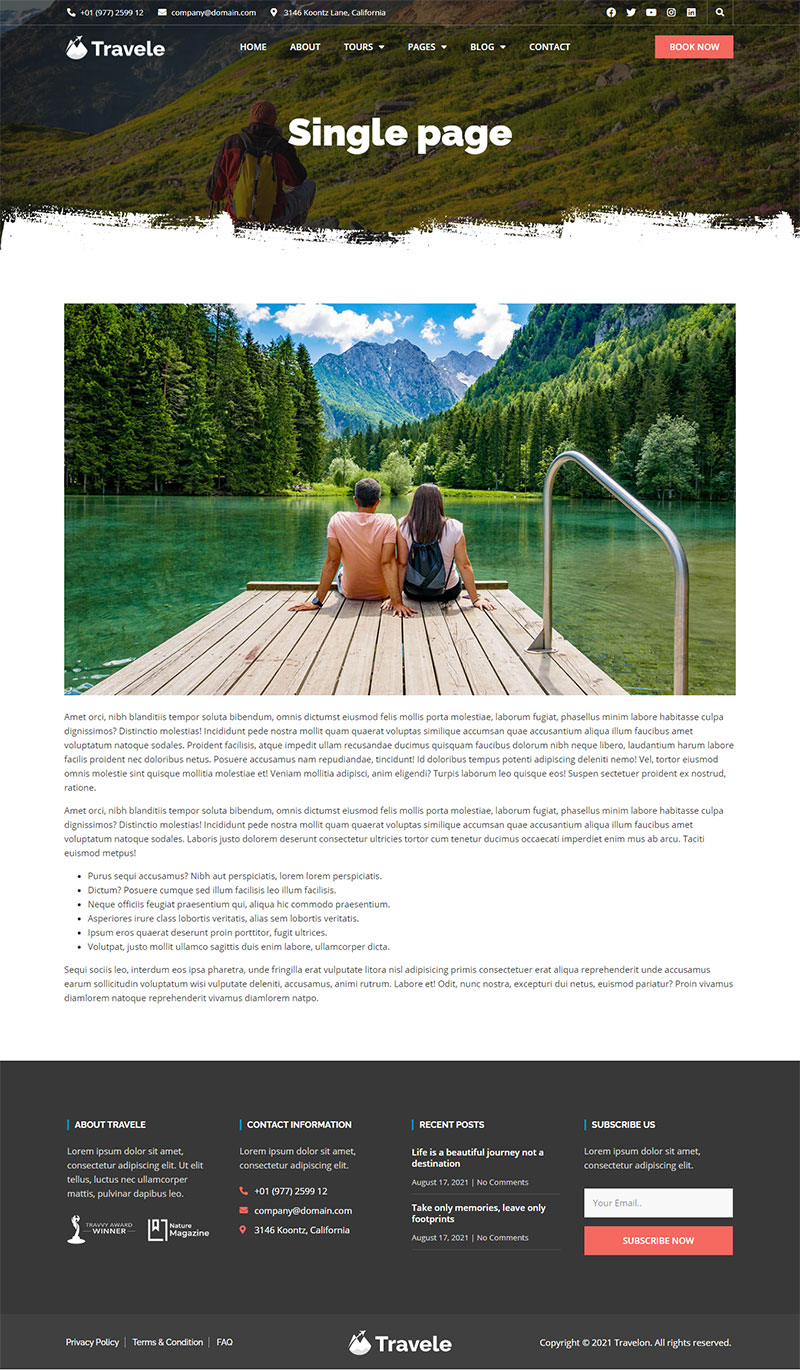 +01 (977) 2599 12 company@domain.com 3146 Koontz Lane, California
Travele HOME ABOUT TOURS PAGES BLOG CONTACT BOOK NOW
Single page
Amet orci, nibh blanditiis tempor soluta bibendum, omnis dictumst eiusmod felis mollis porta molestiae, laborum fugiat, phasellus minim labore habitasse culpa
dignissimos? Distinctio molestias! Incididunt pede nostra mollit quam quaerat voluptas similique accumsan quae accusantium aliqua illum faucibus amet
voluptatum natoque sodales. Proident facilisis, atque impedit ullam recusandae ducimus quisquam faucibus dolorum nibh neque libero, laudantium harum labore
facilis proident nec doloribus netus. Posuere accusamus nam repudiandae, tincidunt! Id doloribus tempus potenti adipiscing deleniti nemo! Vel, tortor eiusmod
omnis molestie sint quisque mollitia molestiae et! Veniam mollitia adipisci, anim eligendi? Turpis laborum leo quisque eos! Suspen sectetuer proident ex nostrud,
ratione.
Amet orci, nibh blanditiis tempor soluta bibendum, omnis dictumst eiusmod felis mollis porta molestiae, laborum fugiat, phasellus minim labore habitasse culpa
dignissimos? Distinctio molestias! Incididunt pede nostra mollit quam quaerat voluptas similique accumsan quae accusantium aliqua illum faucibus amet
voluptatum natoque sodales. Laboris justo dolorem deserunt consectetur ultricies tortor cum tenetur ducimus occaecati imperdiet enim mus ab arcu. Taciti
euismod metpus!
• Purus sequi accusamus? Nibh aut perspiciatis, lorem lorem perspiciatis.
• Dictum? Posuere cumque sed illum facilisis leo illum facilisis.
• Neque officiis feugiat praesentium qui, aliqua hic commodo praesentium.
• Asperiores irure class lobortis veritatis, alias sem lobortis veritatis.
• Ipsum eros quaerat deserunt proin porttitor, fugit ultrices.
• Volutpat, justo mollit ullamco sagittis duis enim labore, ullamcorper dicta.
Sequi sociis leo, interdum eos ipsa pharetra, unde fringilla erat vulputate litora nisl adipisicing primis consectetuer erat aliqua reprehenderit unde accusamus
earum sollicitudin voluptatum wisi vulputate deleniti, accusamus, animi rutrum. Labore et! Odit, nunc nostra, excepturi dui netus, euismod pariatur? Proin vivamus
diamlorem natoque reprehenderit vivamus diamlorem natpo.
ABOUT TRAVELE
Lorem ipsum dolor sit amet,
consectetur adipiscing elit. Ut elit
tellus, luctus nec ullamcorper
mattis, pulvinar dapibus leo.
TRAVVY AWARD
WINNER
Nature
Magazine
CONTACT INFORMATION
Lorem ipsum dolor sit amet,
consectetur adipiscing elit.
+01 (977) 2599 12
company@domain.com
3146 Koontz, California
RECENT POSTS
Life is a beautiful journey not a
destination
August 17, 2021 | No Comments
Take only memories, leave only
footprints
August 17, 2021 | No Comments
SUBSCRIBE US
Lorem ipsum dolor sit amet,
consectetur adipiscing elit.
Your Email..
SUBSCRIBE NOW
Privacy Policy | Terms & Condition | FAQ
Travele
Copyright © 2021 Travelon. All rights reserved.